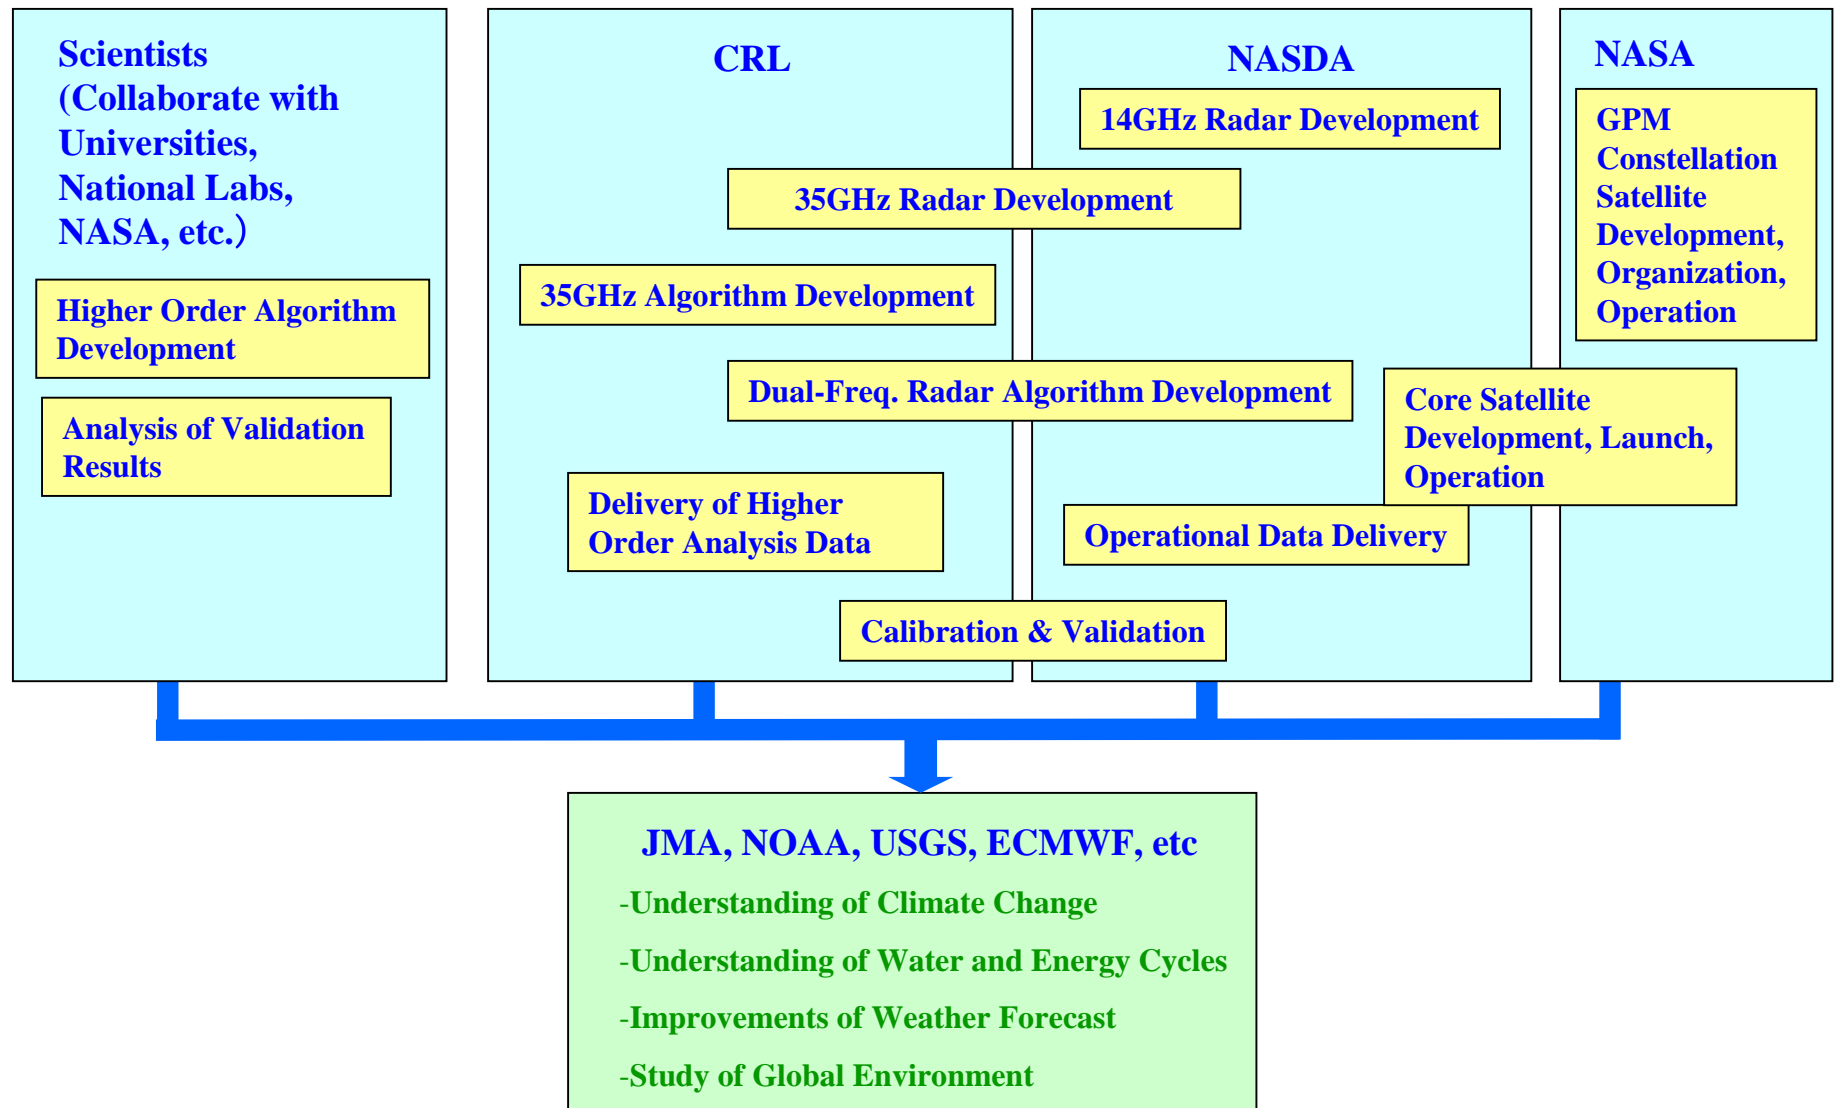 Scientists
(Collaborate with
Universities,
National Labs,
NASA, etc.）
Higher Order Algorithm
Development
Analysis of Validation
Results
CRL
NASDA
14GHz Radar Development
35GHz Radar Development
35GHz Algorithm Development
Dual-Freq. Radar Algorithm Development
Delivery of Higher
Order Analysis Data
Operational Data Delivery
Calibration & Validation
NASA
GPM
Constellation
Satellite
Development,
Organization,
Operation
Core Satellite
Development, Launch,
Operation
JMA, NOAA, USGS, ECMWF, etc
-Understanding of Climate Change
-Understanding of Water and Energy Cycles
-Improvements of Weather Forecast
-Study of Global Environment